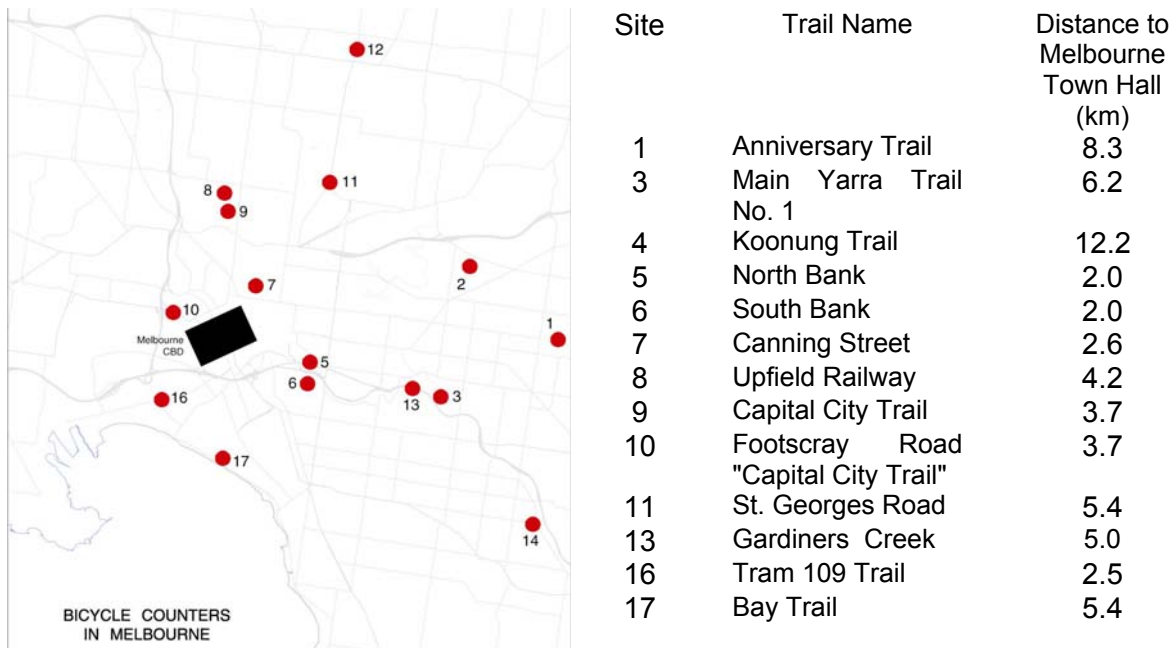 12
11
8
9
2
7
10
Melbourne
CBD
1
5
6
13
3
16
17
14
BICYCLE COUNTERS
IN MELBOURNE
Site Trail Name Distance to
Melbourne
Town Hall
(km)
1 Anniversary Trail 8.3
3 Main Yarra Trail 6.2
No. 1
4 Koonung Trail 12.2
5 North Bank 2.0
6 South Bank 2.0
7 Canning Street 2.6
8 Upfield Railway 4.2
9 Capital City Trail 3.7
10 Footscray Road 3.7
"Capital City Trail"
11 St. Georges Road 5.4
13 Gardiners Creek 5.0
16 Tram 109 Trail 2.5
17 Bay Trail 5.4